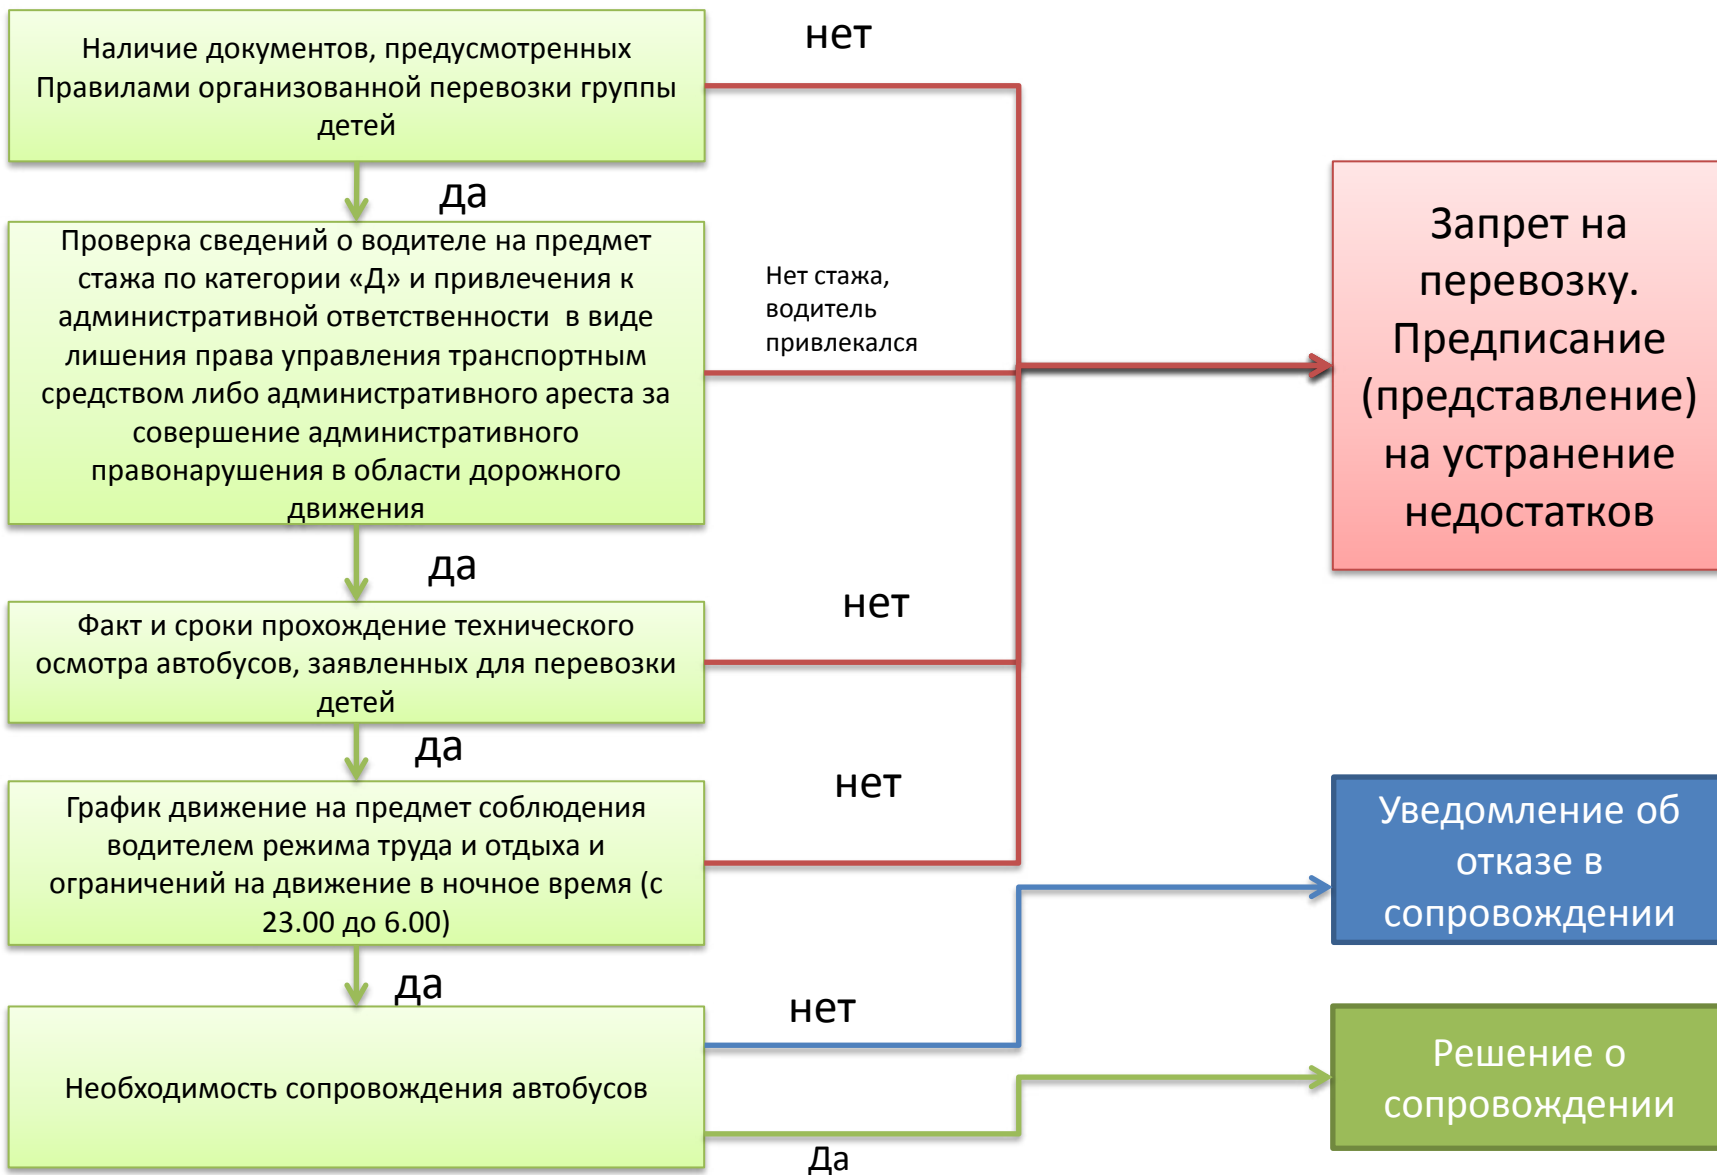 Наличие документов, предусмотренных
Правилами организованной перевозки группы
детей
нет
да
Проверка сведений о водителе на предмет
стажа по категории «Д» и привлечения к
административной ответственности в виде
лишения права управления транспортным
средством либо административного ареста за
совершение административного
правонарушения в области дорожного
движения
Нет стажа,
водитель
привлекался
Запрет на
перевозку.
Предписание
(представление)
на устранение
недостатков
да
Факт и сроки прохождение технического
осмотра автобусов, заявленных для перевозки
детей
нет
да
График движение на предмет соблюдения
водителем режима труда и отдыха и
ограничений на движение в ночное время (с
23.00 до 6.00)
нет
Уведомление об
отказе в
сопровождении
да
Необходимость сопровождения автобусов
нет
Да
Решение о
сопровождении